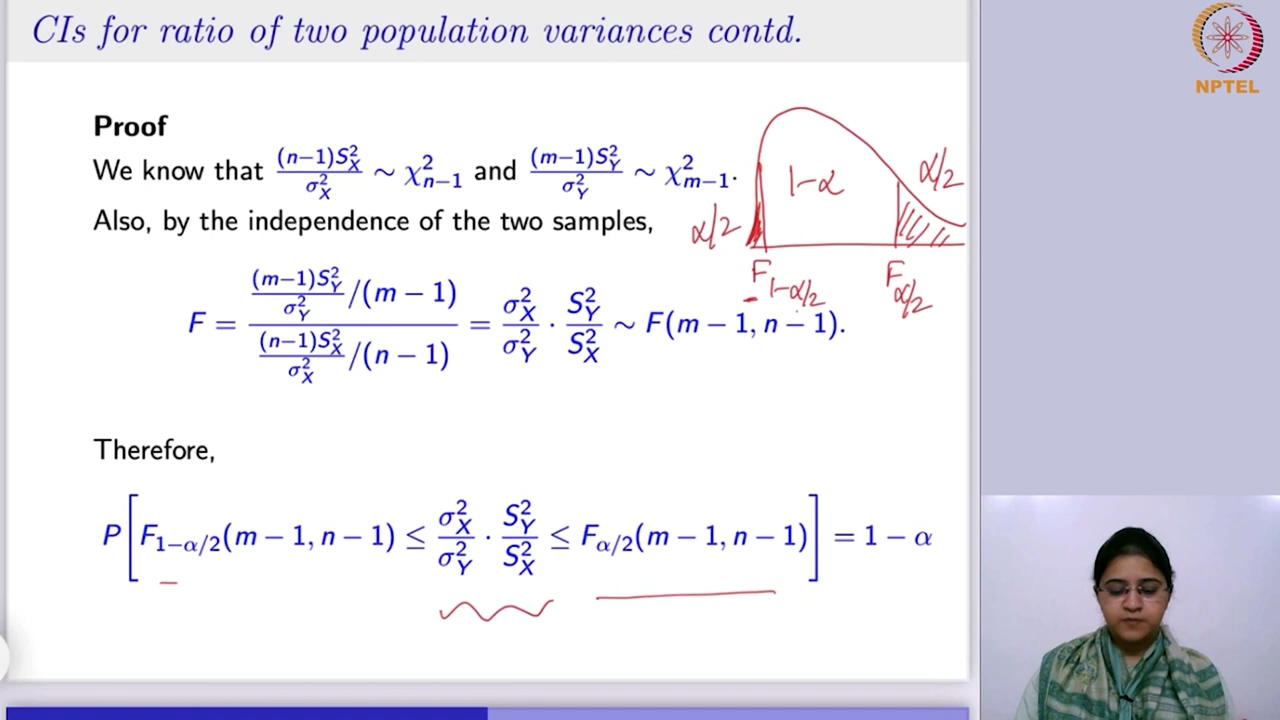 CIs for ratio of two population variances contd.
NPTEL
Proof
We know that (n−1)S²_X/σ²_X ∼ χ²_{n−1} and (m−1)S²_Y/σ²_Y ∼ χ²_{m−1}.
Also, by the independence of the two samples,
1-α
α/2
α/2
F_{1-α/2}
F_{α/2}
F = ((m−1)S²_Y/σ²_Y /(m − 1)) / ((n−1)S²_X/σ²_X /(n − 1)) = σ²_X/σ²_Y · S²_Y/S²_X ∼ F(m − 1, n − 1).
Therefore,
P[F_{1−α/2}(m − 1, n − 1) ≤ σ²_X/σ²_Y · S²_Y/S²_X ≤ F_{α/2}(m − 1, n − 1)] = 1 − α